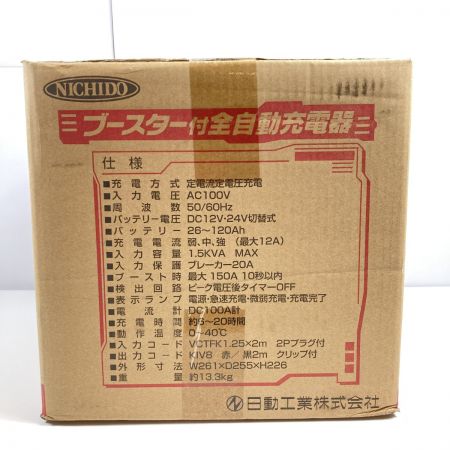 NICHIDO
ブースター付全自動充電器
仕様
■充電方式 定電流定電圧充電
■入力電圧 AC100V
■周波数 50/60Hz
■バッテリー電圧 DC12V・24V切替式
■バッテリー 26～120Ah
■充電電流 弱、中、強 (最大12A)
■入力容量 1.5KVA MAX
■入力保護 ブレーカー20A
■ブースト時 最大 150A 10秒以内
■検出回路 ピーク電圧後タイマーOFF
■表示ランプ 電源・急速充電・微弱充電・充電完了
■電流計 DC100A計
■充電時間 約5～20時間
■動作温度 0～40℃
■入力コード VCTFK1.25×2m 2Pプラグ付
■出力コード KIV8 赤/黒2m クリップ付
■外形寸法 W261×D255×H226
■重量 約13.3kg
日動工業株式会社